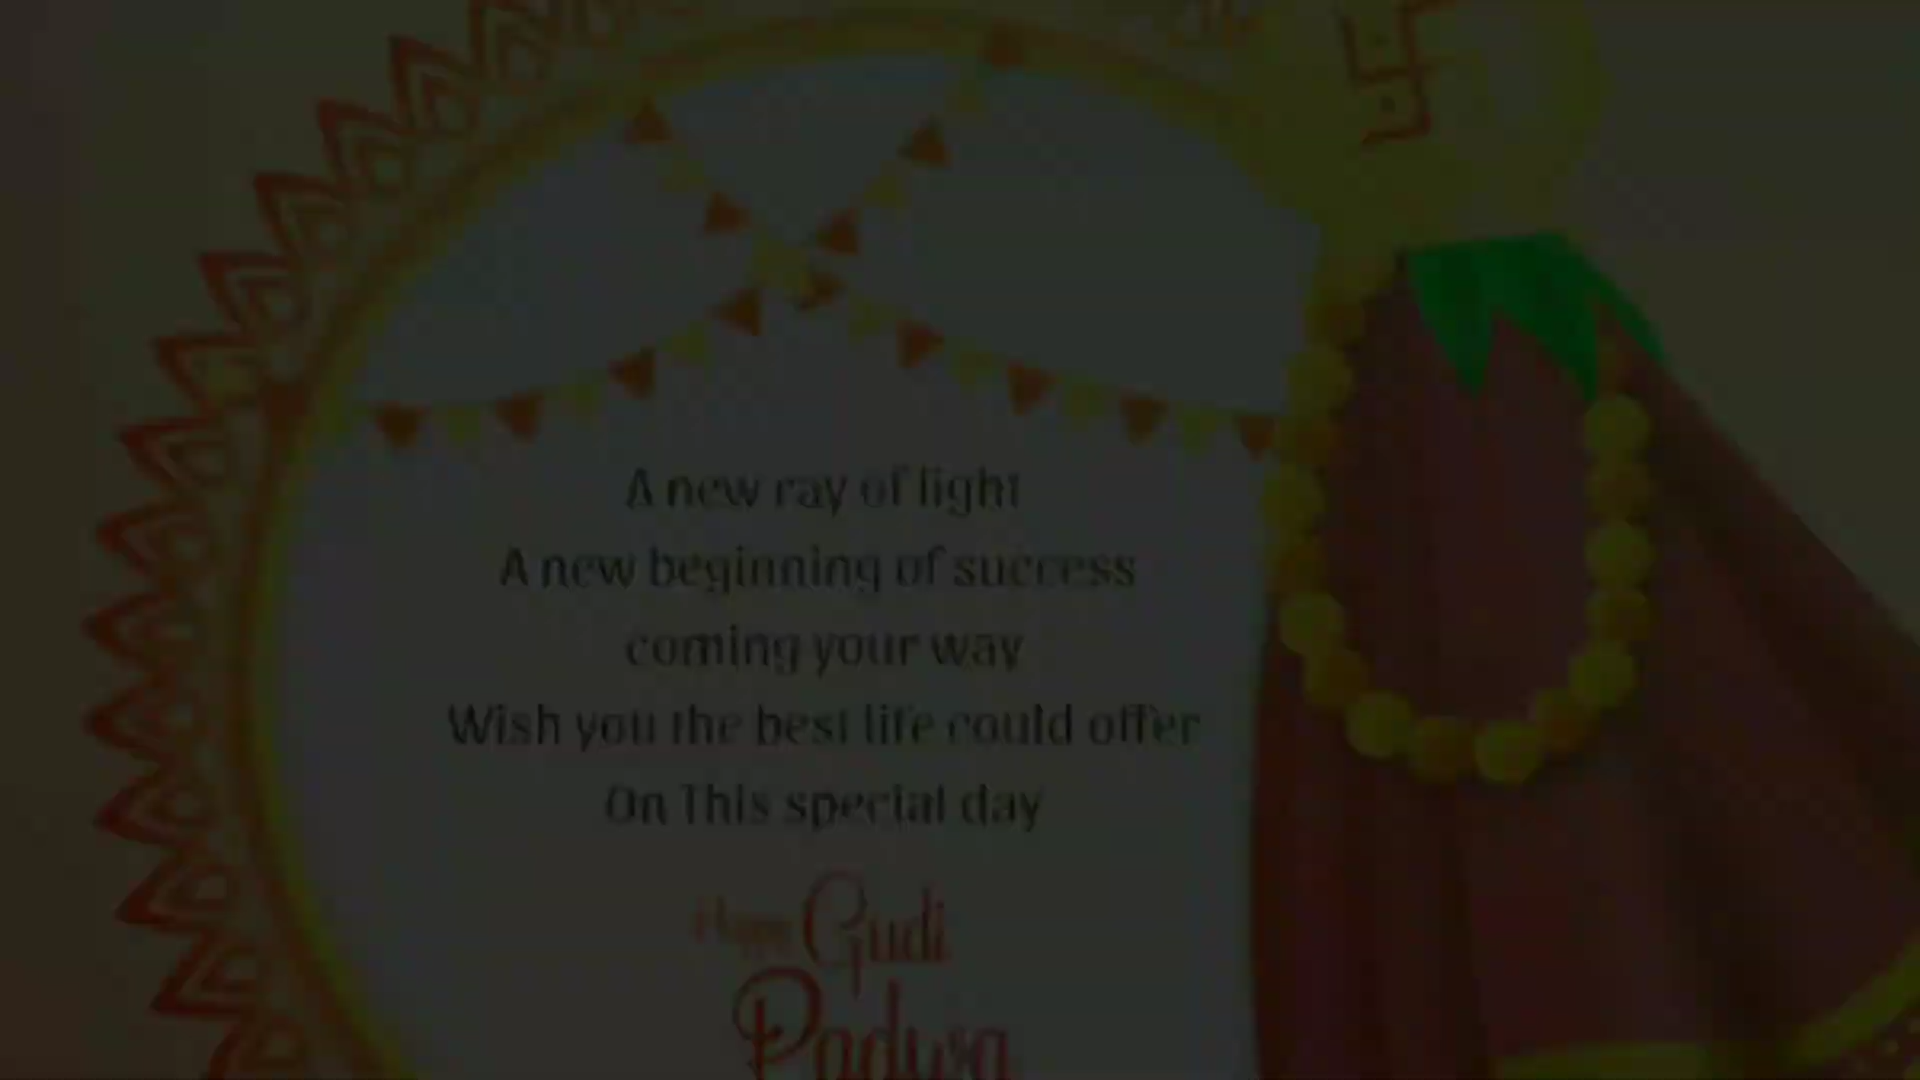 A new ray of light
A new beginning of success
coming your way
Wish you the best life could offer
On This special day
Happy Gudi
Padwa